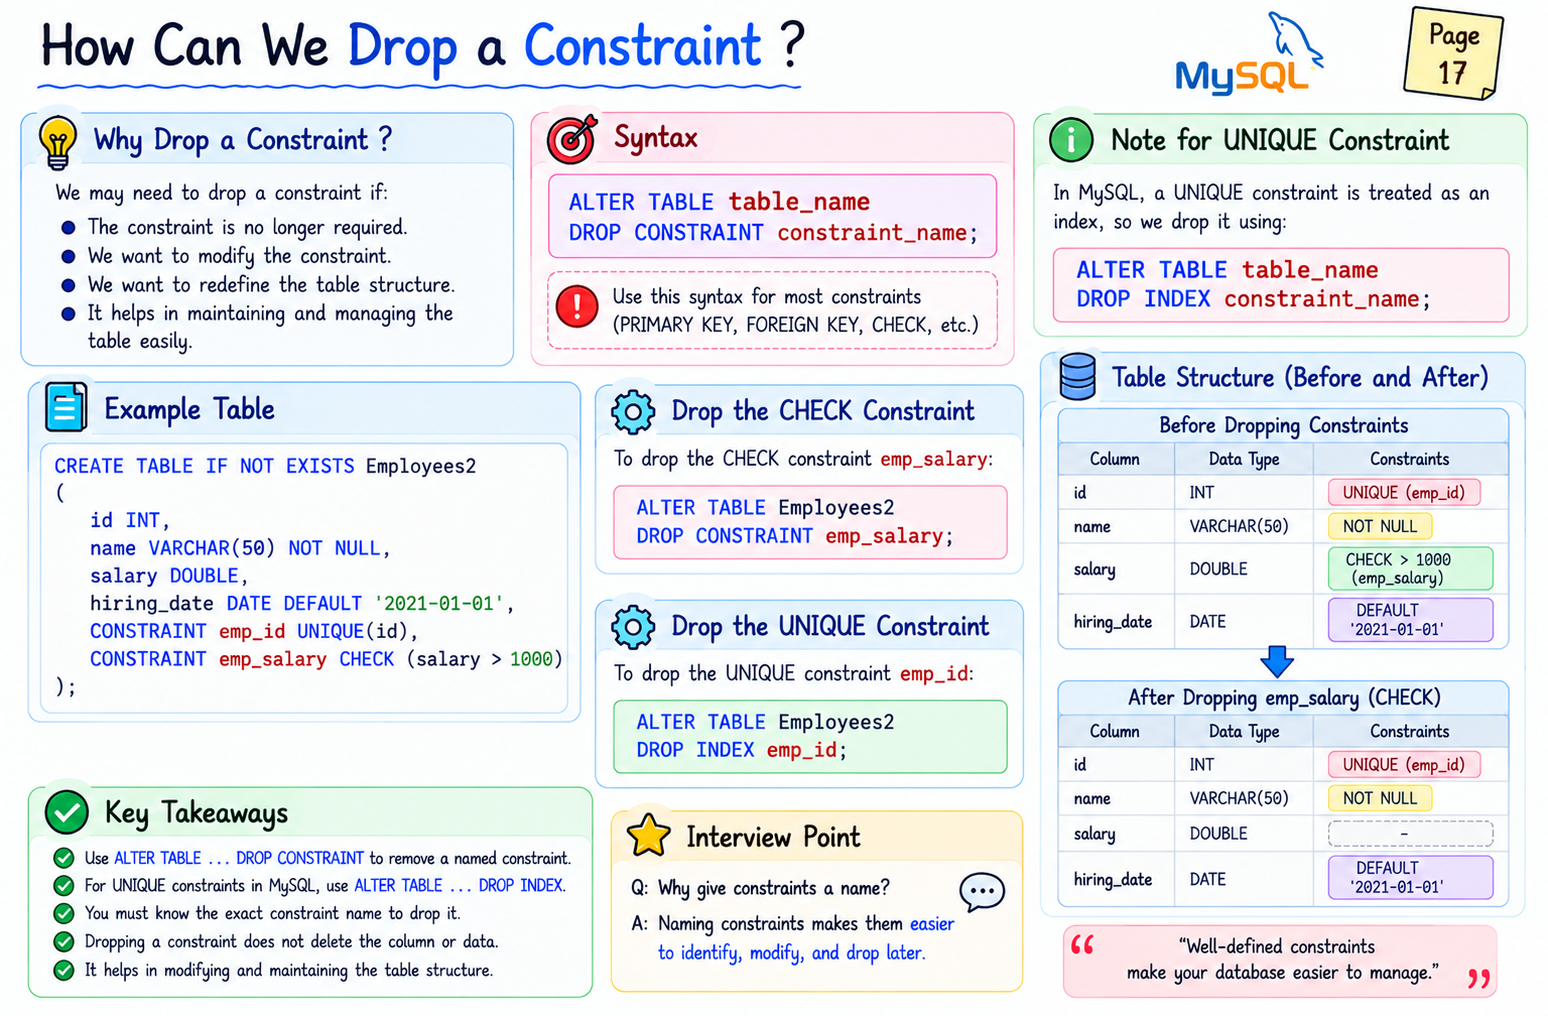 How Can We Drop a Constraint ?
MySQL
Page
17
Why Drop a Constraint ?
We may need to drop a constraint if:
The constraint is no longer required.
We want to modify the constraint.
We want to redefine the table structure.
It helps in maintaining and managing the
table easily.
Syntax
ALTER TABLE table_name
DROP CONSTRAINT constraint_name;
!
Use this syntax for most constraints
(PRIMARY KEY, FOREIGN KEY, CHECK, etc.)
i
Note for UNIQUE Constraint
In MySQL, a UNIQUE constraint is treated as an
index, so we drop it using:
ALTER TABLE table_name
DROP INDEX constraint_name;
Example Table
CREATE TABLE IF NOT EXISTS Employees2
(
id INT,
name VARCHAR(50) NOT NULL,
salary DOUBLE,
hiring_date DATE DEFAULT '2021-01-01',
CONSTRAINT emp_id UNIQUE(id),
CONSTRAINT emp_salary CHECK (salary > 1000)
);
Drop the CHECK Constraint
To drop the CHECK constraint emp_salary:
ALTER TABLE Employees2
DROP CONSTRAINT emp_salary;
Drop the UNIQUE Constraint
To drop the UNIQUE constraint emp_id:
ALTER TABLE Employees2
DROP INDEX emp_id;
Table Structure (Before and After)
Before Dropping Constraints
Column Data Type Constraints
id INT UNIQUE (emp_id)
name VARCHAR(50) NOT NULL
salary DOUBLE CHECK > 1000
(emp_salary)
hiring_date DATE DEFAULT
'2021-01-01'
After Dropping emp_salary (CHECK)
Column Data Type Constraints
id INT UNIQUE (emp_id)
name VARCHAR(50) NOT NULL
salary DOUBLE -
hiring_date DATE DEFAULT
'2021-01-01'
Key Takeaways
Use ALTER TABLE ... DROP CONSTRAINT to remove a named constraint.
For UNIQUE constraints in MySQL, use ALTER TABLE ... DROP INDEX.
You must know the exact constraint name to drop it.
Dropping a constraint does not delete the column or data.
It helps in modifying and maintaining the table structure.
Interview Point
Q: Why give constraints a name?
A: Naming constraints makes them easier
to identify, modify, and drop later.
“Well-defined constraints
make your database easier to manage.”